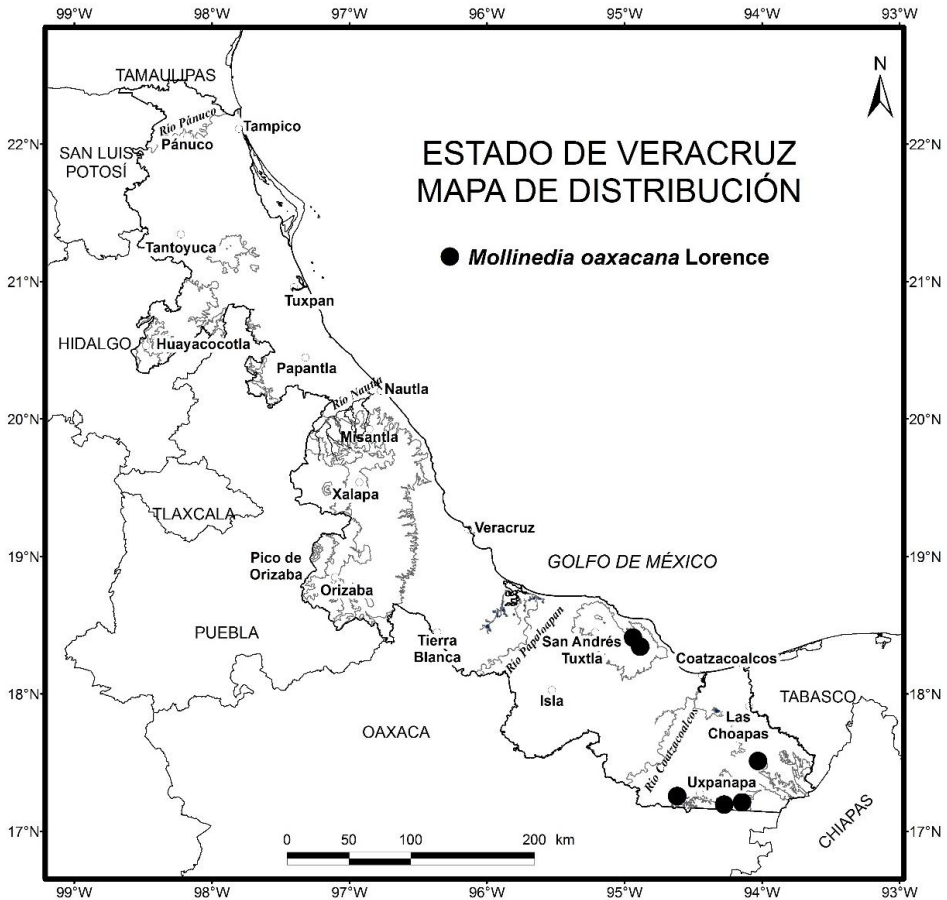 99°W 98°W 97°W 96°W 95°W 94°W 93°W
N
TAMAULIPAS
Río Pánuco
Tampico
22°N
Pánuco
22°N
SAN LUIS
POTOSÍ
ESTADO DE VERACRUZ
MAPA DE DISTRIBUCIÓN
Tantoyuca
Mollinedia oaxacana Lorence
21°N
21°N
Tuxpan
HIDALGO
Huayacocotla
Papantla
Río Nautla
Nautla
20°N
20°N
Misantla
Xalapa
TLAXCALA
Veracruz
19°N
19°N
Pico de
Orizaba
GOLFO DE MÉXICO
Orizaba
PUEBLA
Tierra
Blanca
Río Papaloapan
San Andrés
Tuxtla
Coatzacoalcos
18°N
18°N
Isla
TABASCO
OAXACA
Río Coatzacoalcos
Las
Choapas
Uxpanapa
17°N
17°N
CHIAPAS
0 50 100 200 km
99°W 98°W 97°W 96°W 95°W 94°W 93°W